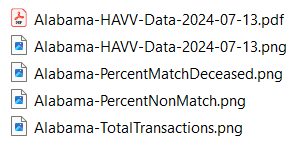 Alabama-HAVV-Data-2024-07-13.pdf
Alabama-HAVV-Data-2024-07-13.png
Alabama-PercentMatchDeceased.png
Alabama-PercentNonMatch.png
Alabama-TotalTransactions.png